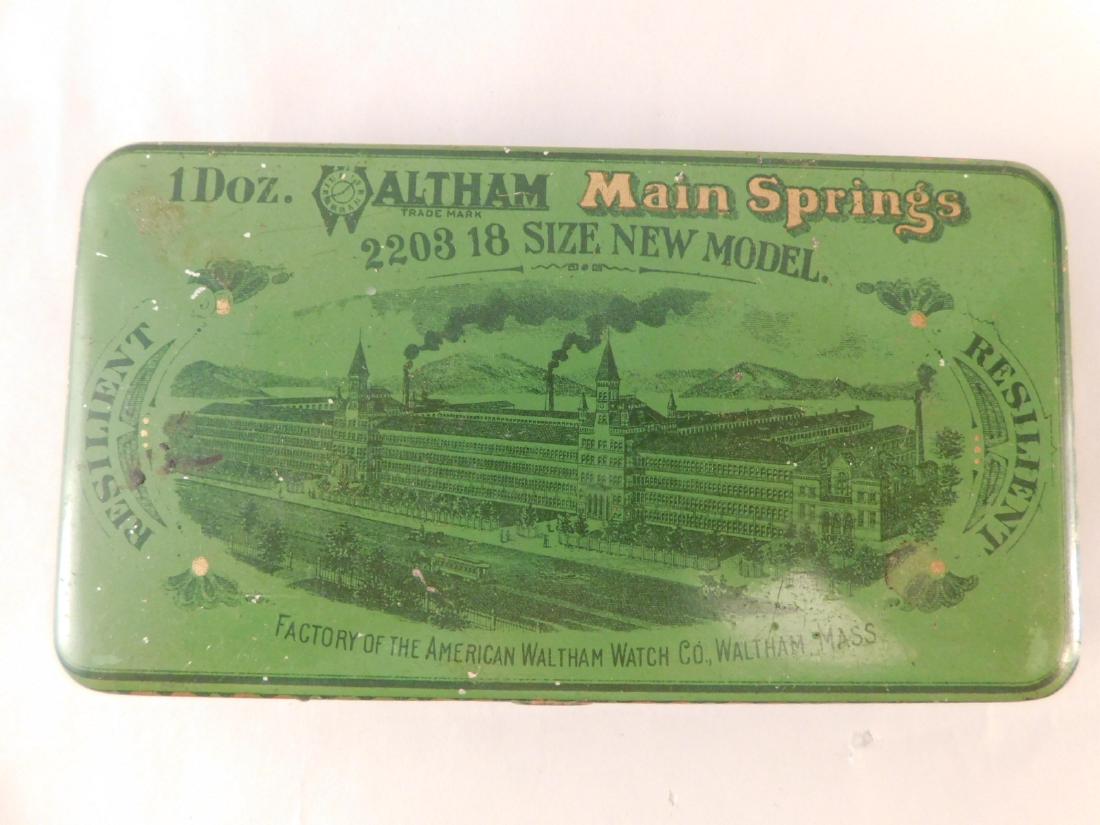 1 Doz. WALTHAM Main Springs
TRADE MARK
2203 18 SIZE NEW MODEL.
RESILIENT
RESILIENT
FACTORY OF THE AMERICAN WALTHAM WATCH CO., WALTHAM, MASS.